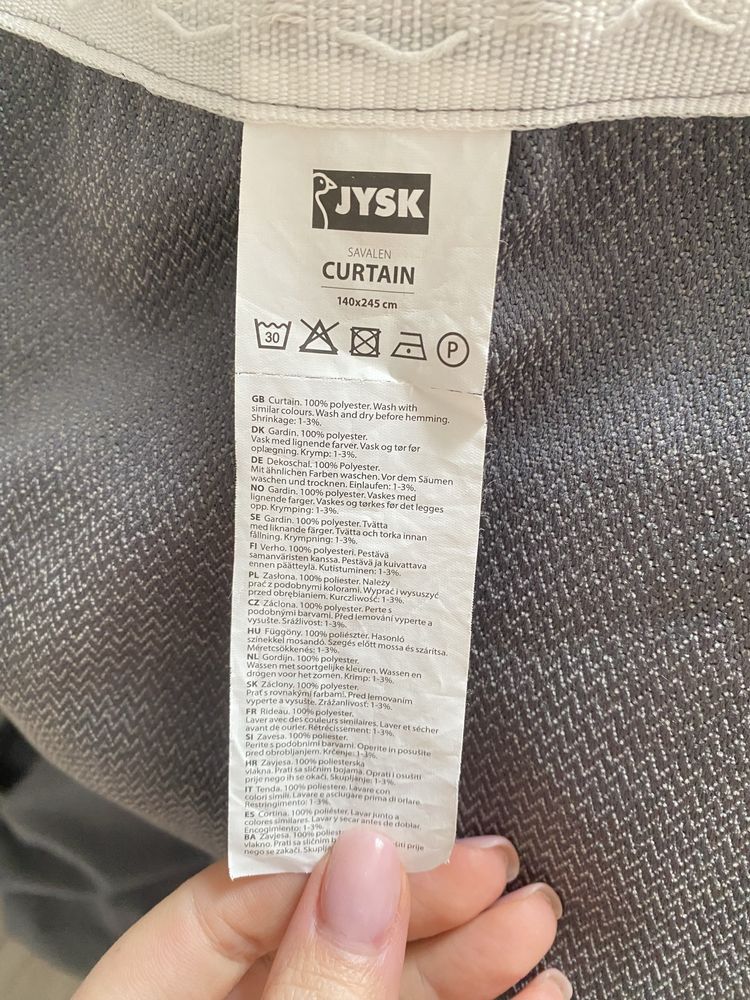 JYSK
SAVALEN
CURTAIN
140x245 cm
30
P
GB Curtain. 100% polyester. Wash with
similar colours. Wash and dry before hemming.
Shrinkage: 1-3%.
DK Gardin. 100% polyester.
Vask med lignende farver. Vask og tør før
oplægning. Krymp: 1-3%.
DE Dekoschal. 100% Polyester.
Mit ähnlichen Farben waschen. Vor dem Säumen
waschen und trocknen. Einlaufen: 1-3%.
NO Gardin. 100% polyester. Vaskes med
lignende farger. Vaskes og tørkes før det legges
opp. Krymping: 1-3%.
SE Gardin. 100% polyester. Tvätta
med liknande färger. Tvätta och torka innan
fållning. Krympning: 1-3%.
FI Verho. 100% polyesteri. Pestävä
samanväristen kanssa. Pestävä ja kuivattava
ennen päättelyä. Kutistuminen: 1-3%.
PL Zasłona. 100% poliester. Należy
prać z podobnymi kolorami. Wyprać i wysuszyć
przed obrębianiem. Kurczliwość: 1-3%.
CZ Záclona. 100% polyester. Perte s
podobnými barvami. Před lemování vyperte a
vysušte. Srážlivost: 1-3%.
HU Függöny. 100% poliészter. Hasonló
színekkel mosandó. Szegés előtt mossa és szárítsa.
Méretcsökkenés: 1-3%.
NL Gordijn. 100% polyester.
Wassen met soortgelijke kleuren. Wassen en
drogen voor het zomen. Krimp: 1-3%.
SK Záclony. 100% polyester.
Prať s rovnakými farbami. Pred lemovaním
vyperte a vysušte. Zrážanlivosť: 1-3%.
FR Rideau. 100% polyester.
Laver avec des couleurs similaires. Laver et sécher
avant de ourler. Rétrécissement: 1-3%.
SI Zavesa. 100% poliester.
Perite s podobnimi barvami. Operite in posušite
pred obrobljanjem. Krčenje: 1-3%.
HR Zavjesa. 100% poliesterska
vlakna. Prati sa sličnim bojama. Oprati i osušiti
prije nego ih se okači. Skupljanje: 1-3%.
IT Tenda. 100% poliestere. Lavare con
colori simili. Lavare e asciugare prima di orlare.
Restringimento: 1-3%.
ES Cortina. 100% poliéster. Lavar junto a
colores similares. Lavar y secar antes de doblar.
Encogimiento: 1-3%.
BA Zavjesa. 100%
vlakno. Prati sa sličnim prije
nego se zakači.